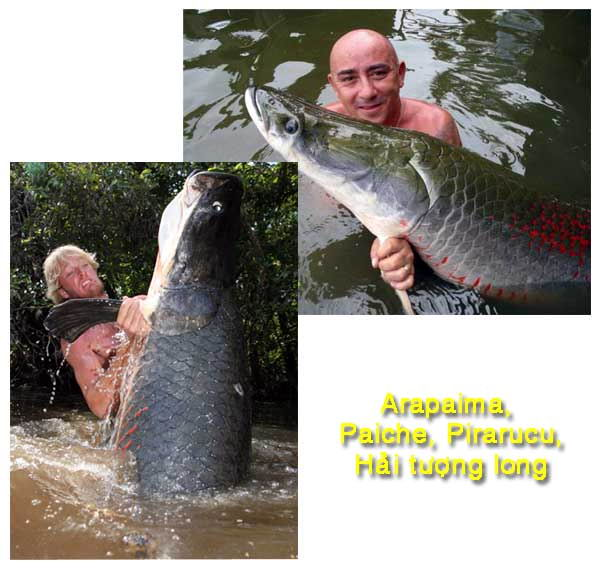 Arapaima,
Paiche, Pirarucu,
Hải tượng long